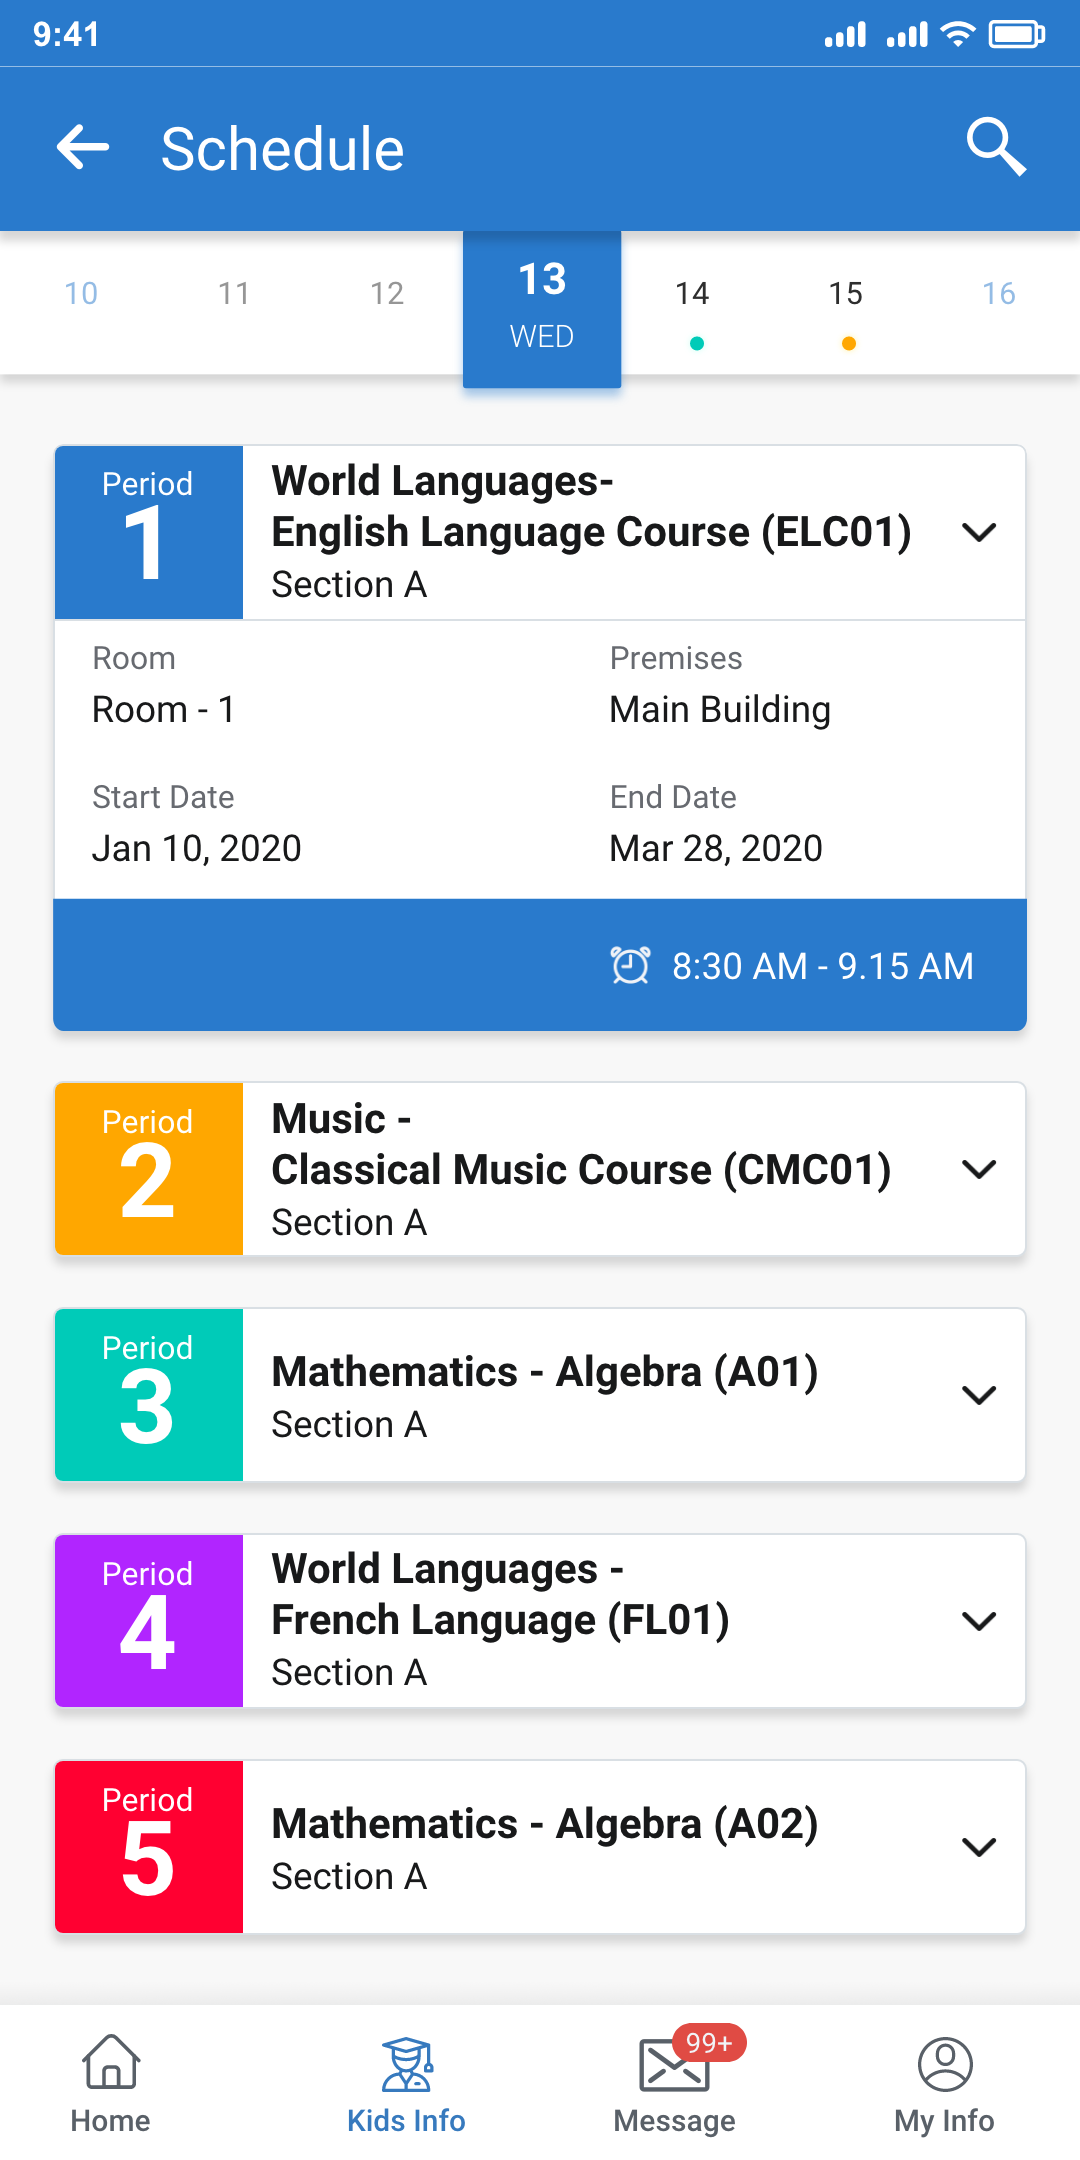 9:41
Schedule
10 11 12 13 14 15 16
WED
Period
1
World Languages-
English Language Course (ELC01)
Section A
Room Premises
Room - 1 Main Building
Start Date End Date
Jan 10, 2020 Mar 28, 2020
8:30 AM - 9.15 AM
Period
2
Music -
Classical Music Course (CMC01)
Section A
Period
3
Mathematics - Algebra (A01)
Section A
Period
4
World Languages -
French Language (FL01)
Section A
Period
5
Mathematics - Algebra (A02)
Section A
99+
Home Kids Info Message My Info